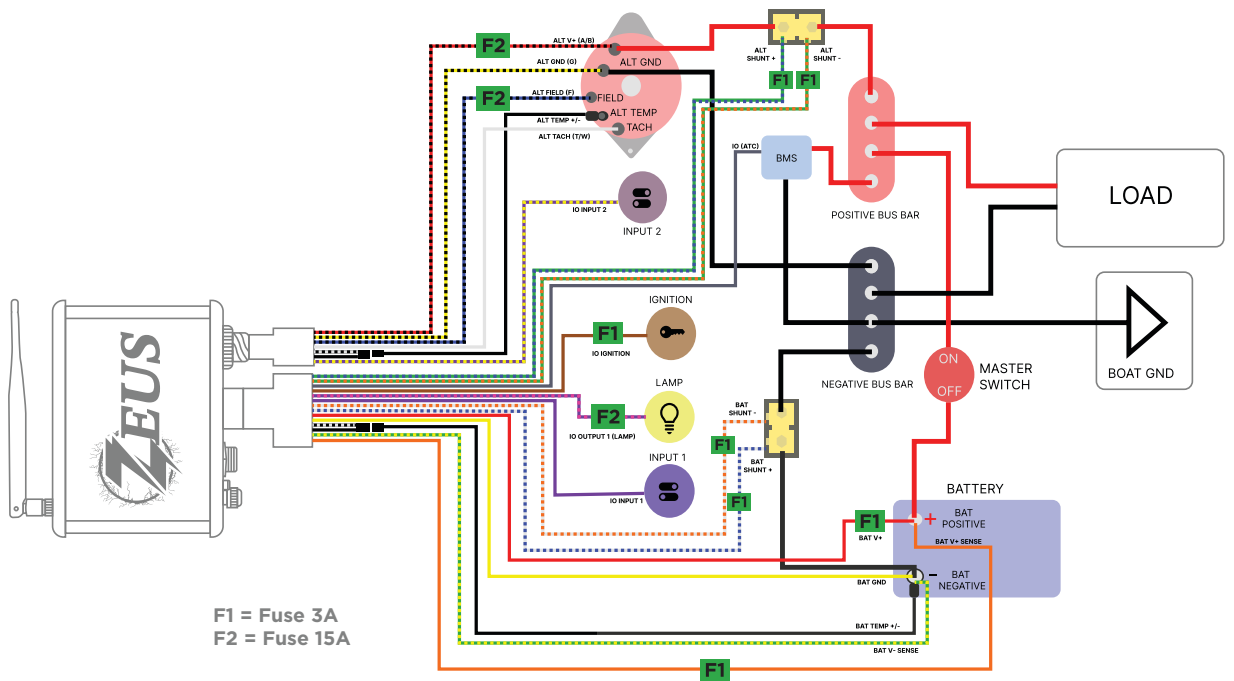 F2
ALT V+ (A/B)
ALT GND (G)
ALT GND
F2
ALT FIELD (F)
FIELD
ALT TEMP
ALT TEMP +/-
TACH
ALT TACH (T/W)
ALT
SHUNT +
ALT
SHUNT -
F1
F1
IO (ATC)
BMS
POSITIVE BUS BAR
LOAD
IO INPUT 2
INPUT 2
IGNITION
F1
IO IGNITION
LAMP
F2
IO OUTPUT 1 (LAMP)
INPUT 1
IO INPUT 1
NEGATIVE BUS BAR
BOAT GND
ON
OFF
MASTER
SWITCH
BAT
SHUNT -
F1
BAT
SHUNT +
F1
ZEUS
BATTERY
F1
BAT V+
+
BAT
POSITIVE
BAT V+ SENSE
BAT GND
-
BAT
NEGATIVE
BAT TEMP +/-
BAT V- SENSE
F1
F1 = Fuse 3A
F2 = Fuse 15A